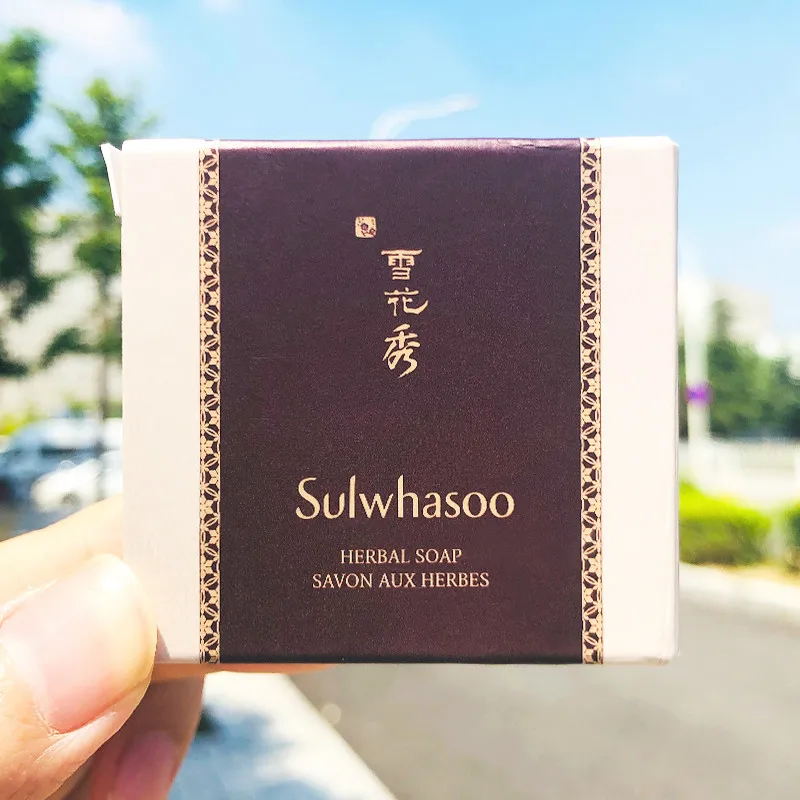 雪花秀
Sulwhasoo
HERBAL SOAP
SAVON AUX HERBES